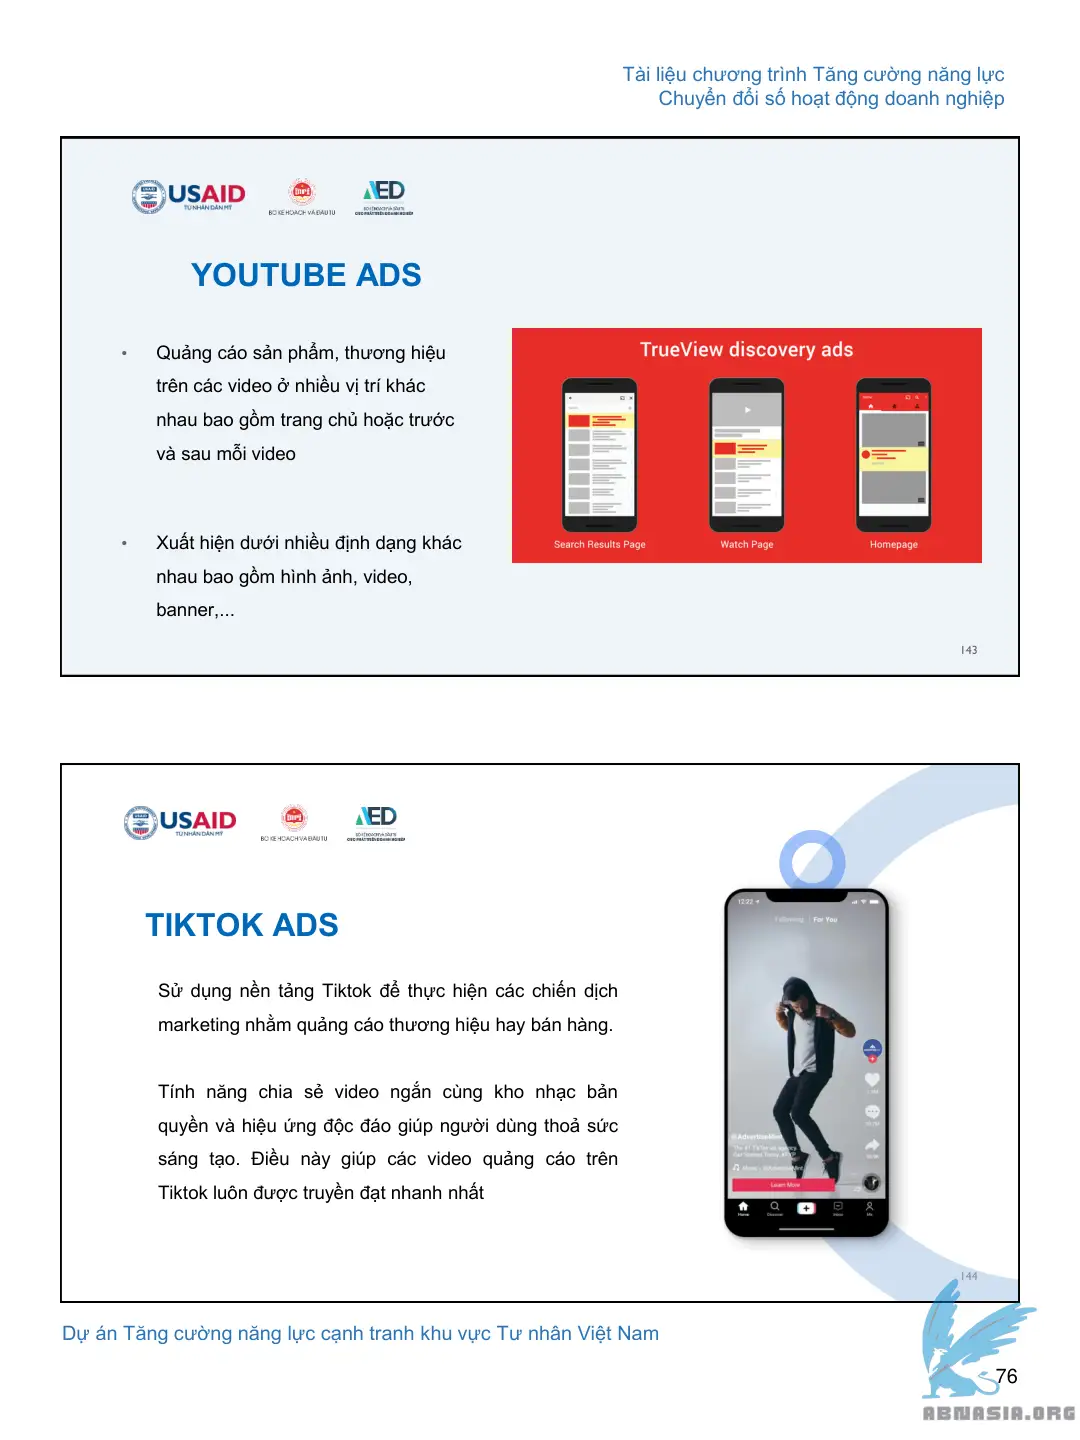 Tài liệu chương trình Tăng cường năng lực
Chuyển đổi số hoạt động doanh nghiệp
USAID
TỪ NHÂN DÂN MỸ
BỘ KẾ HOẠCH VÀ ĐẦU TƯ
AED
YOUTUBE ADS
• Quảng cáo sản phẩm, thương hiệu
trên các video ở nhiều vị trí khác
nhau bao gồm trang chủ hoặc trước
và sau mỗi video
• Xuất hiện dưới nhiều định dạng khác
nhau bao gồm hình ảnh, video,
banner,...
TrueView discovery ads
Search Results Page
Watch Page
Homepage
143
USAID
TỪ NHÂN DÂN MỸ
BỘ KẾ HOẠCH VÀ ĐẦU TƯ
AED
TIKTOK ADS
Sử dụng nền tảng Tiktok để thực hiện các chiến dịch
marketing nhằm quảng cáo thương hiệu hay bán hàng.
Tính năng chia sẻ video ngắn cùng kho nhạc bản
quyền và hiệu ứng độc đáo giúp người dùng thoả sức
sáng tạo. Điều này giúp các video quảng cáo trên
Tiktok luôn được truyền đạt nhanh nhất
12:22
Following | For You
@AdvertiseMint
Learn More
Home
Discover
Inbox
Me
144
Dự án Tăng cường năng lực cạnh tranh khu vực Tư nhân Việt Nam
76
ABNASIA.ORG